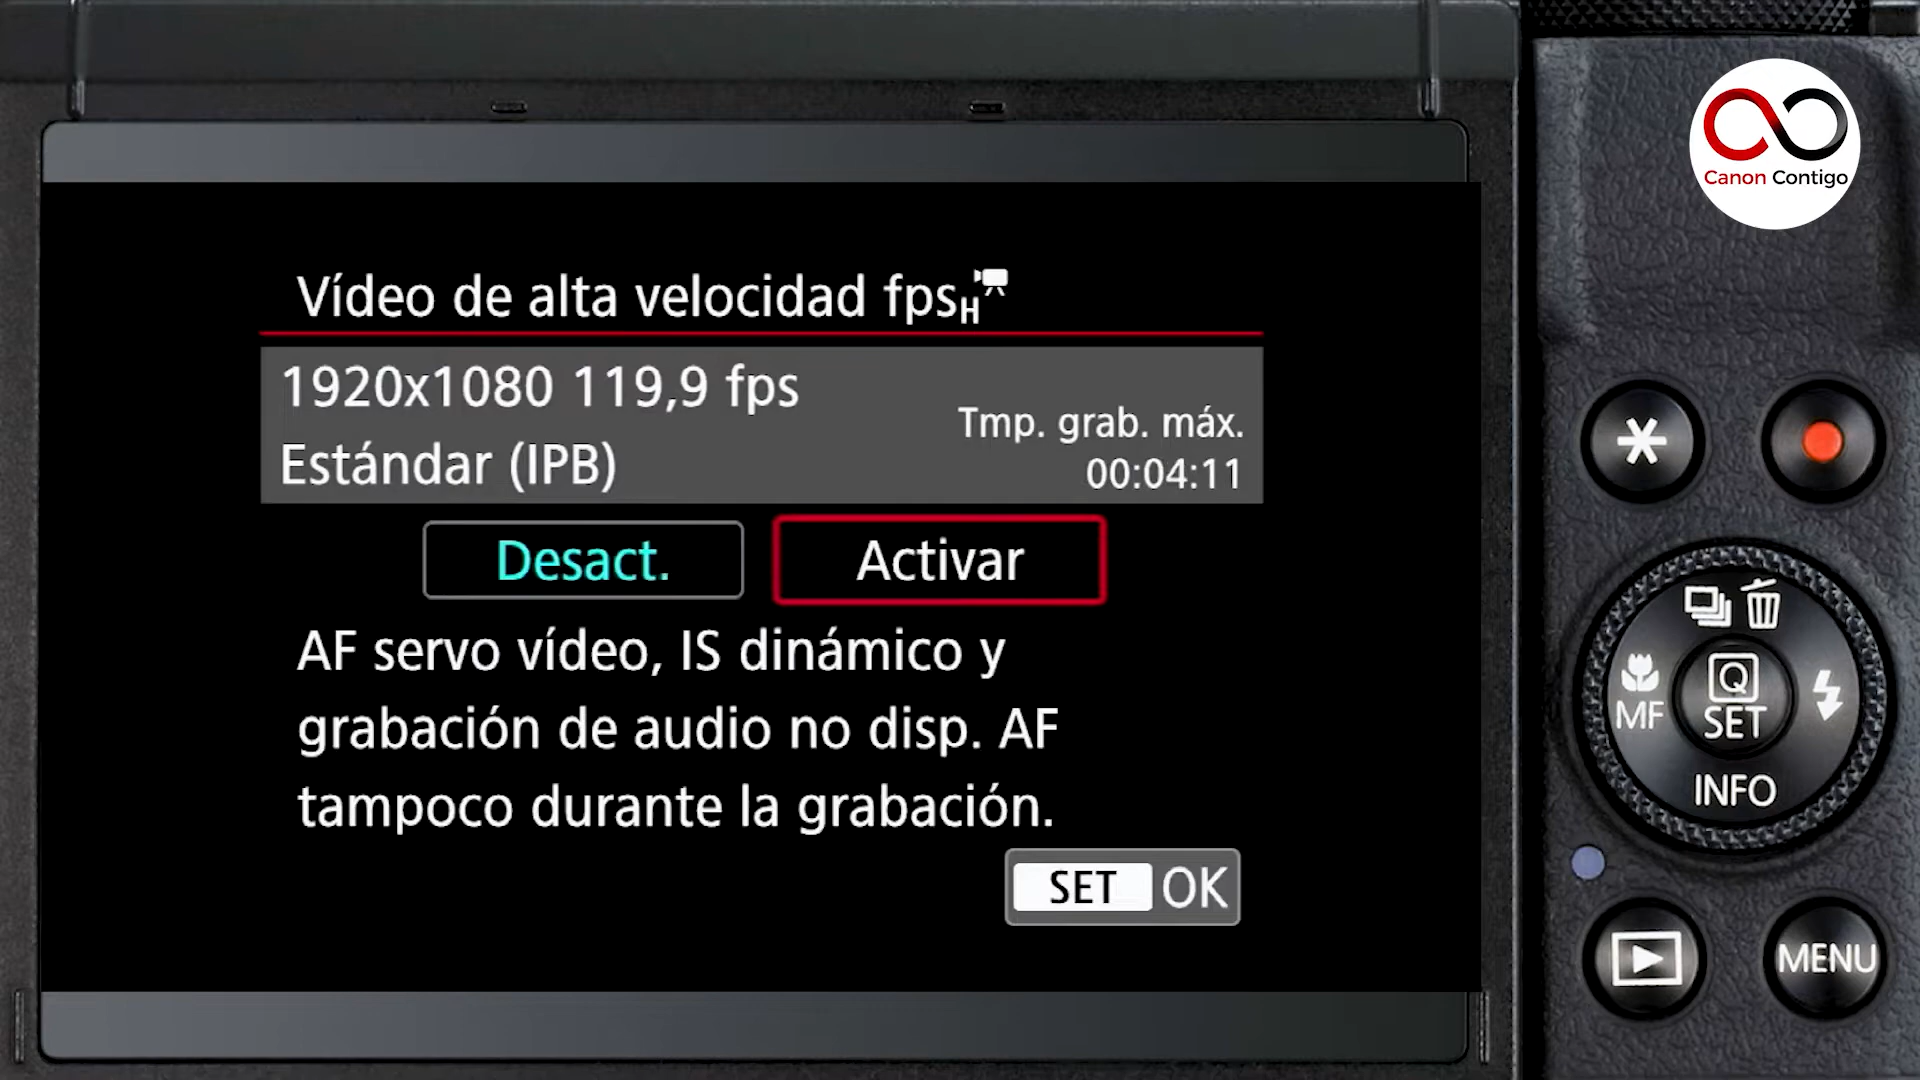 Canon Contigo
Vídeo de alta velocidad fpsH
1920x1080 119,9 fps
Estándar (IPB)
Tmp. grab. máx.
00:04:11
Desact.
Activar
AF servo vídeo, IS dinámico y
grabación de audio no disp. AF
tampoco durante la grabación.
SET OK
MF
Q
SET
INFO
MENU